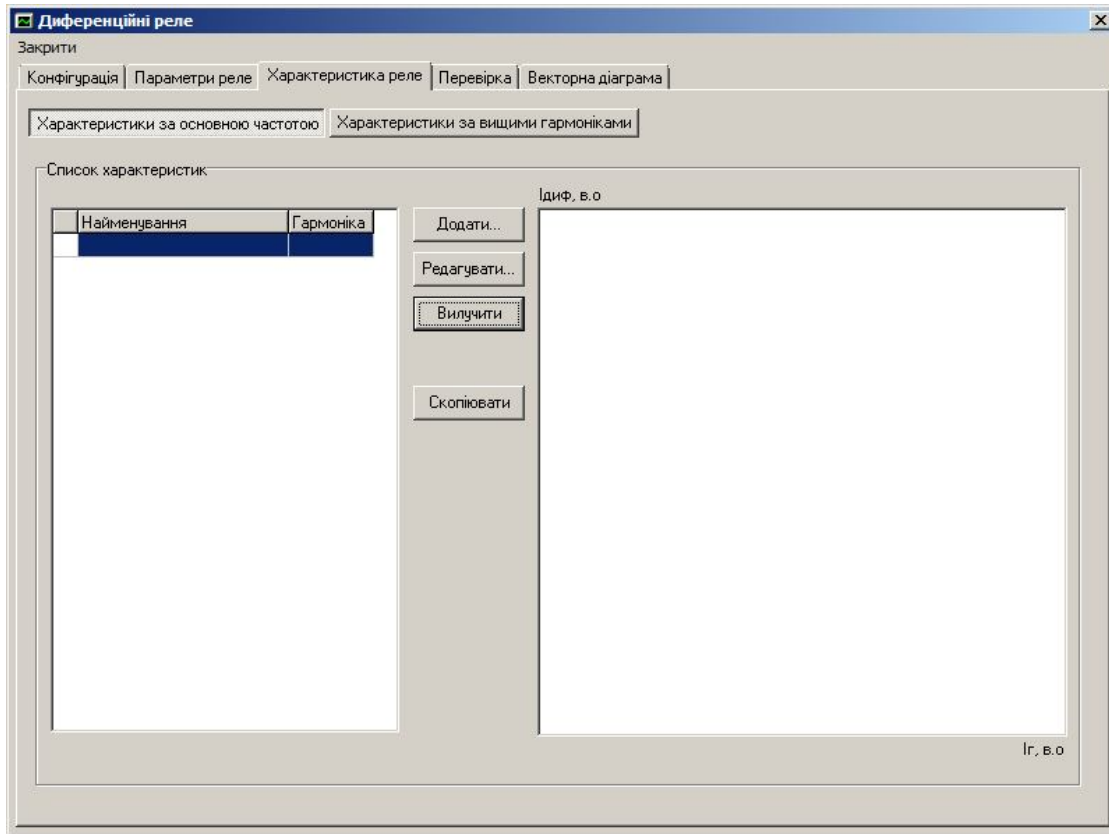 Диференційні реле
Закрити
Конфігурація Параметри реле Характеристика реле Перевірка Векторна діаграма
Характеристики за основною частотою Характеристики за вищими гармоніками
Список характеристик
Ідиф, в.о
Найменування Гармоніка
Додати...
Редагувати...
Вилучити
Скопіювати
Іг, в.о